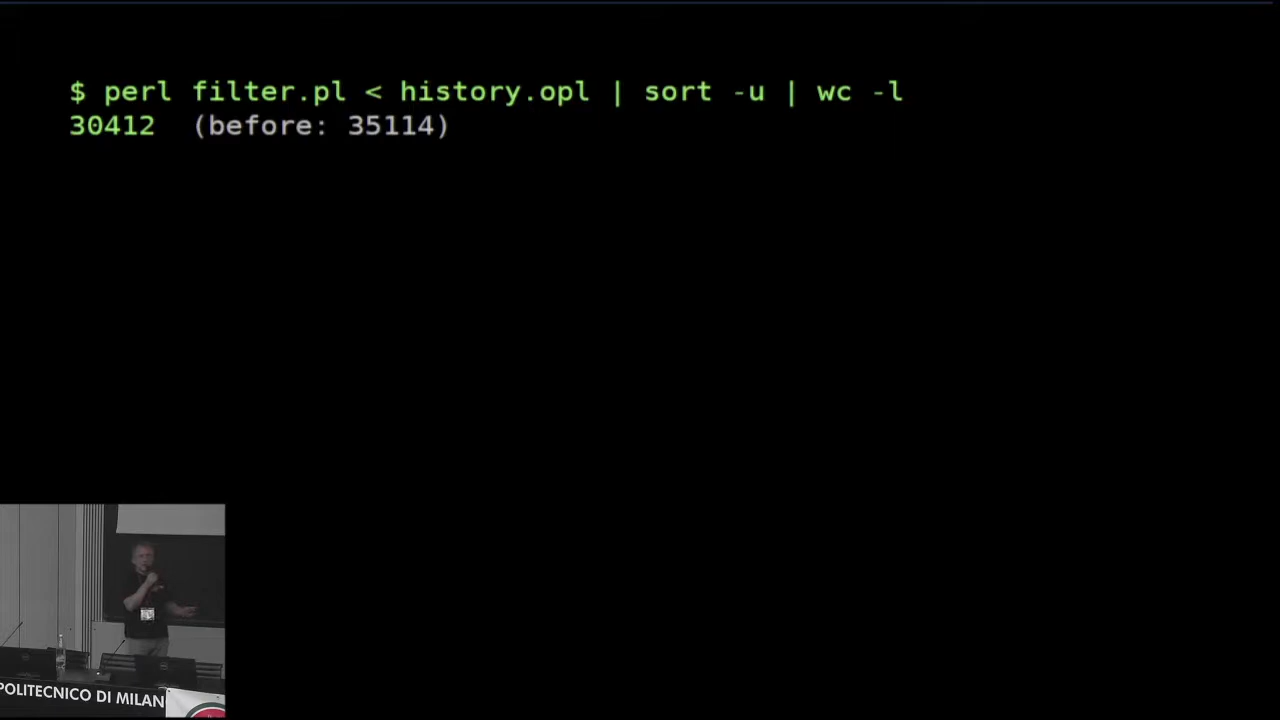 $ perl filter.pl < history.opl | sort -u | wc -l
30412 (before: 35114)
POLITECNICO DI MILAN